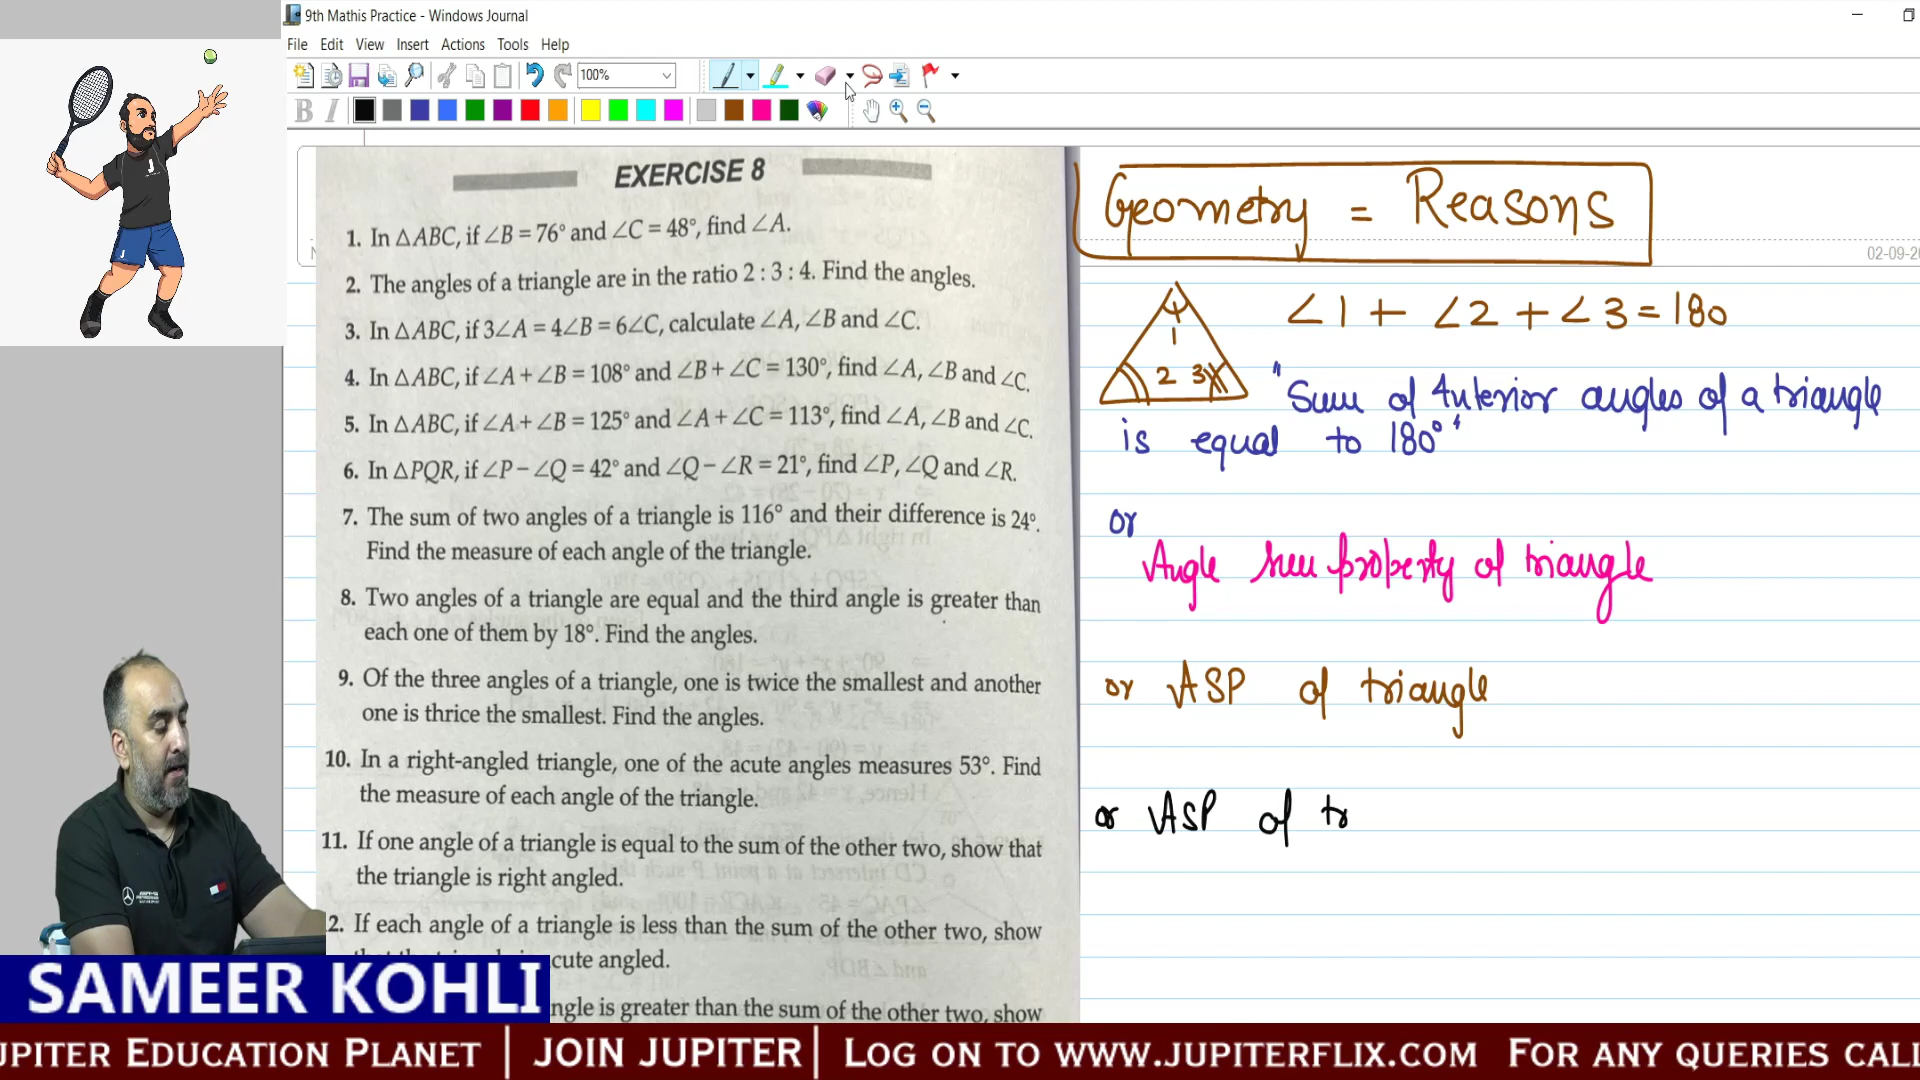 9th Mathis Practice - Windows Journal
File Edit View Insert Actions Tools Help
100%
B I
EXERCISE 8
1. In △ABC, if ∠B = 76° and ∠C = 48°, find ∠A.
2. The angles of a triangle are in the ratio 2 : 3 : 4. Find the angles.
3. In △ABC, if 3∠A = 4∠B = 6∠C, calculate ∠A, ∠B and ∠C.
4. In △ABC, if ∠A + ∠B = 108° and ∠B + ∠C = 130°, find ∠A, ∠B and ∠C.
5. In △ABC, if ∠A + ∠B = 125° and ∠A + ∠C = 113°, find ∠A, ∠B and ∠C.
6. In △PQR, if ∠P − ∠Q = 42° and ∠Q − ∠R = 21°, find ∠P, ∠Q and ∠R.
7. The sum of two angles of a triangle is 116° and their difference is 24°.
Find the measure of each angle of the triangle.
8. Two angles of a triangle are equal and the third angle is greater than
each one of them by 18°. Find the angles.
9. Of the three angles of a triangle, one is twice the smallest and another
one is thrice the smallest. Find the angles.
10. In a right-angled triangle, one of the acute angles measures 53°. Find
the measure of each angle of the triangle.
11. If one angle of a triangle is equal to the sum of the other two, show that
the triangle is right angled.
2. If each angle of a triangle is less than the sum of the other two, show
cute angled.
ngle is greater than the sum of the other two, show
Geometry = Reasons
02-09-20
∠1 + ∠2 + ∠3 = 180
1
2 3
"Sum of Interior angles of a triangle
is equal to 180°"
or
Angle sum property of triangle
or ASP of triangle
or ASP of tr
SAMEER KOHLI
UPITER EDUCATION PLANET | JOIN JUPITER | LOG ON TO WWW.JUPITERFLIX.COM FOR ANY QUERIES CALL